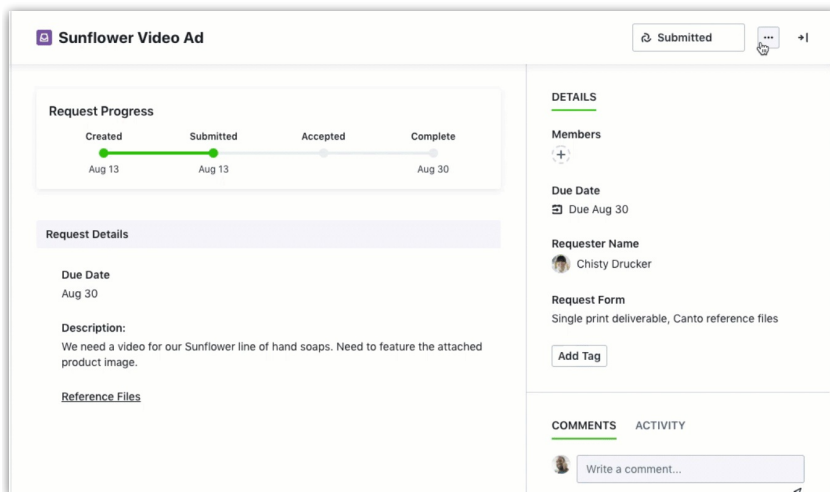 Sunflower Video Ad
Submitted
Request Progress
Created
Submitted
Accepted
Complete
Aug 13
Aug 13
Aug 30
Request Details
Due Date
Aug 30
Description:
We need a video for our Sunflower line of hand soaps. Need to feature the attached
product image.
Reference Files
DETAILS
Members
Due Date
Due Aug 30
Requester Name
Chisty Drucker
Request Form
Single print deliverable, Canto reference files
Add Tag
COMMENTS
ACTIVITY
Write a comment...